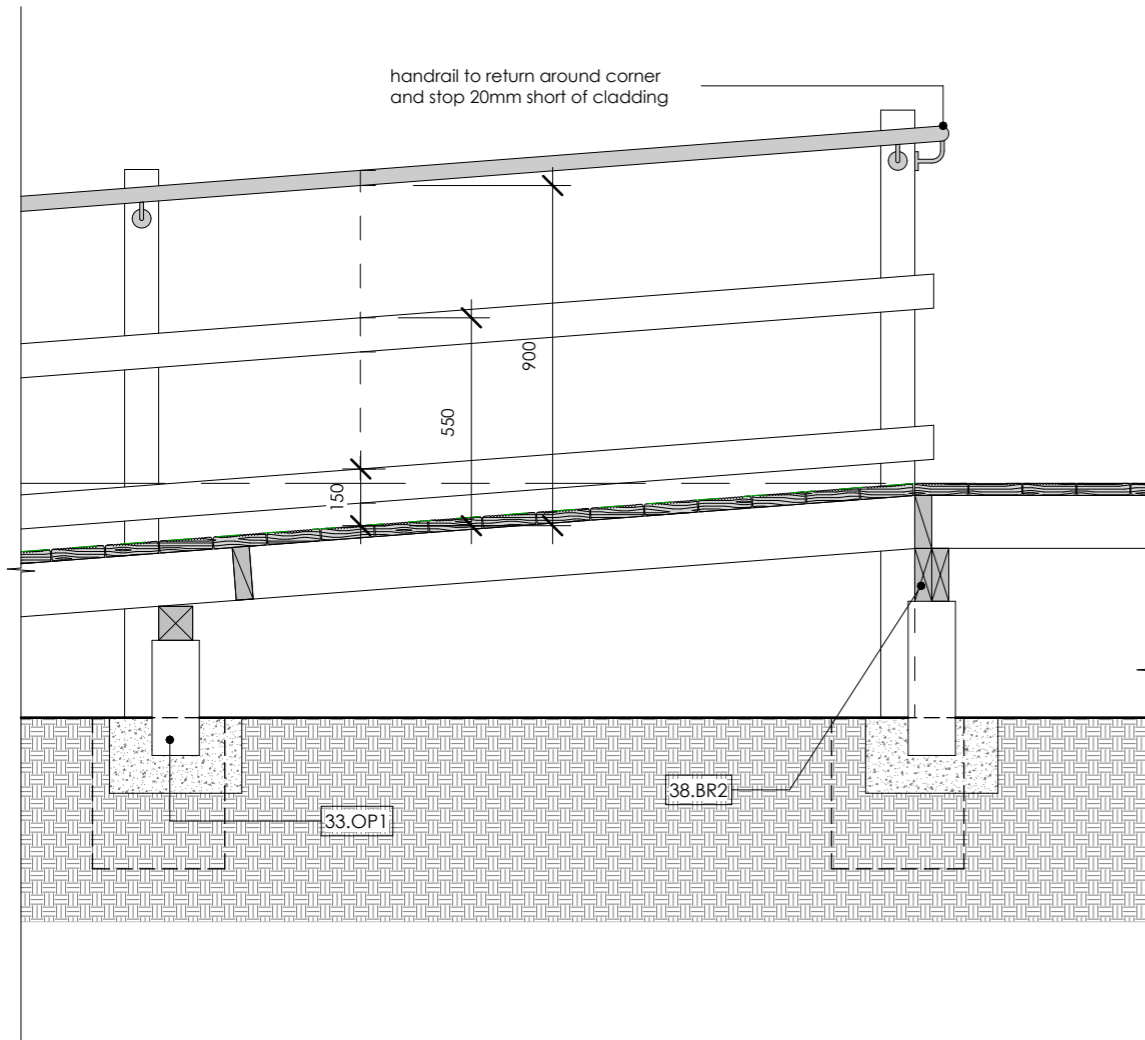 handrail to return around corner
and stop 20mm short of cladding
900
550
150
38.BR2
33.OP1